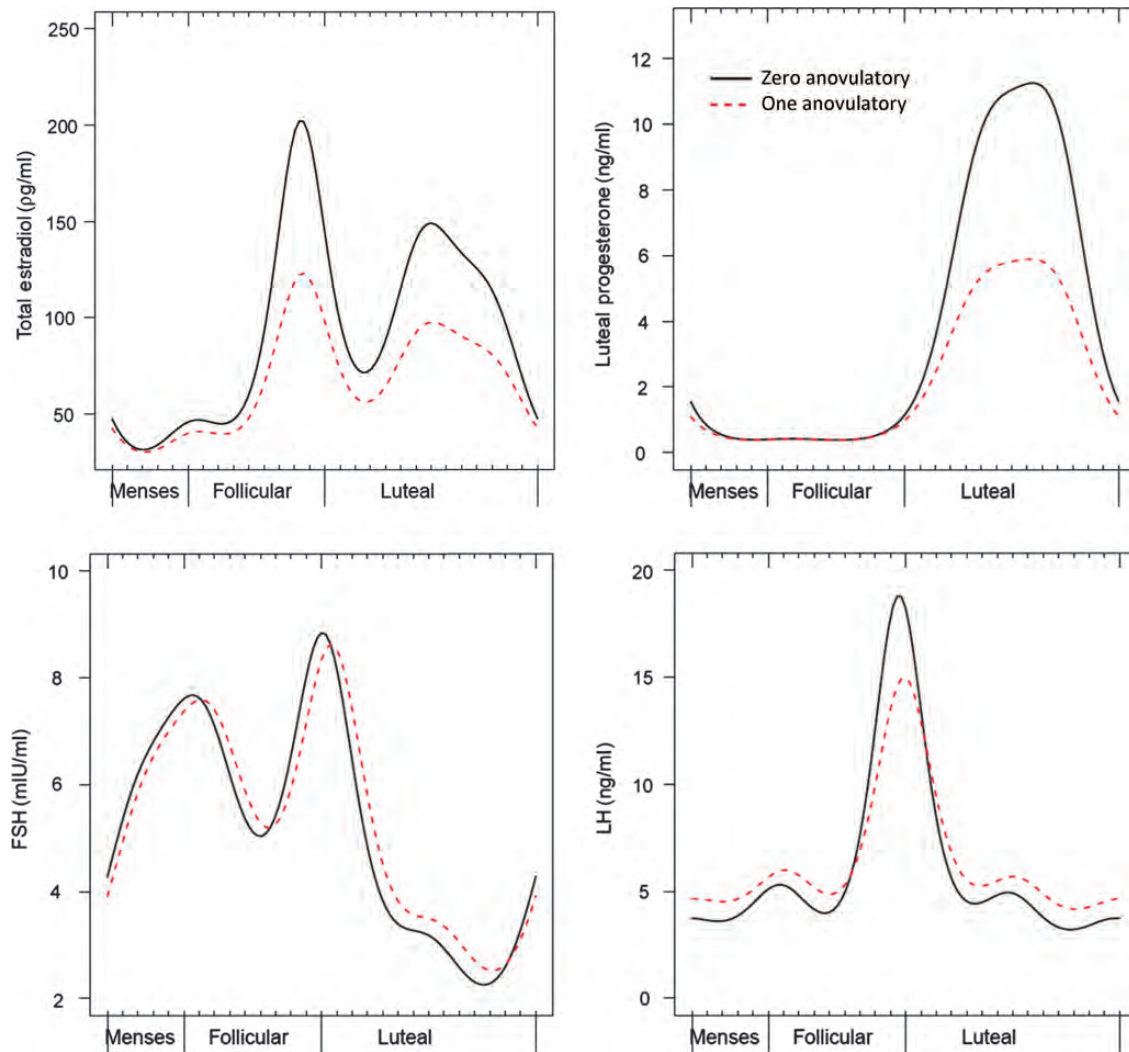 Total estradiol (ρg/ml)
250
200
150
100
50
Menses Follicular Luteal
Luteal progesterone (ng/ml)
12
10
8
6
4
2
0
Zero anovulatory
One anovulatory
Menses Follicular Luteal
FSH (mIU/ml)
10
8
6
4
2
Menses Follicular Luteal
LH (ng/ml)
20
15
10
5
0
Menses Follicular Luteal